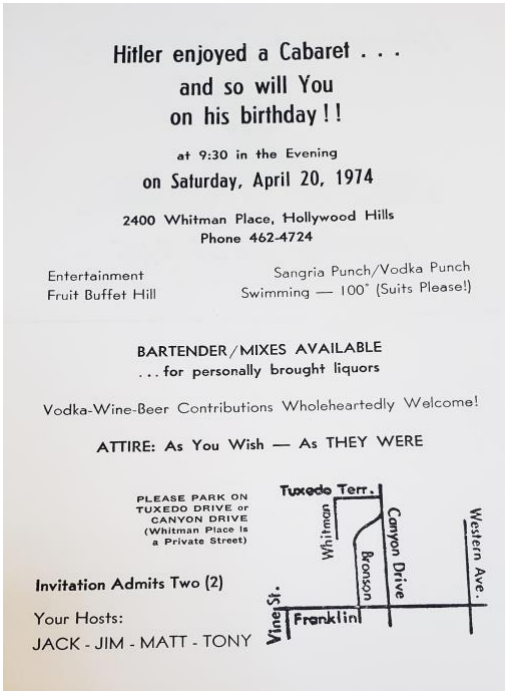 Hitler enjoyed a Cabaret . . .
and so will You
on his birthday ! !
at 9:30 in the Evening
on Saturday, April 20, 1974
2400 Whitman Place, Hollywood Hills
Phone 462-4724
Entertainment
Fruit Buffet Hill
Sangria Punch/Vodka Punch
Swimming — 100° (Suits Please!)
BARTENDER/MIXES AVAILABLE
. . . for personally brought liquors
Vodka-Wine-Beer Contributions Wholeheartedly Welcome!
ATTIRE: As You Wish — As THEY WERE
PLEASE PARK ON
TUXEDO DRIVE or
CANYON DRIVE
(Whitman Place Is
a Private Street)
Invitation Admits Two (2)
Your Hosts:
JACK - JIM - MATT - TONY
Tuxedo Terr.
Whitman
Bronson
Canyon Drive
Western Ave.
Vine St.
Franklin